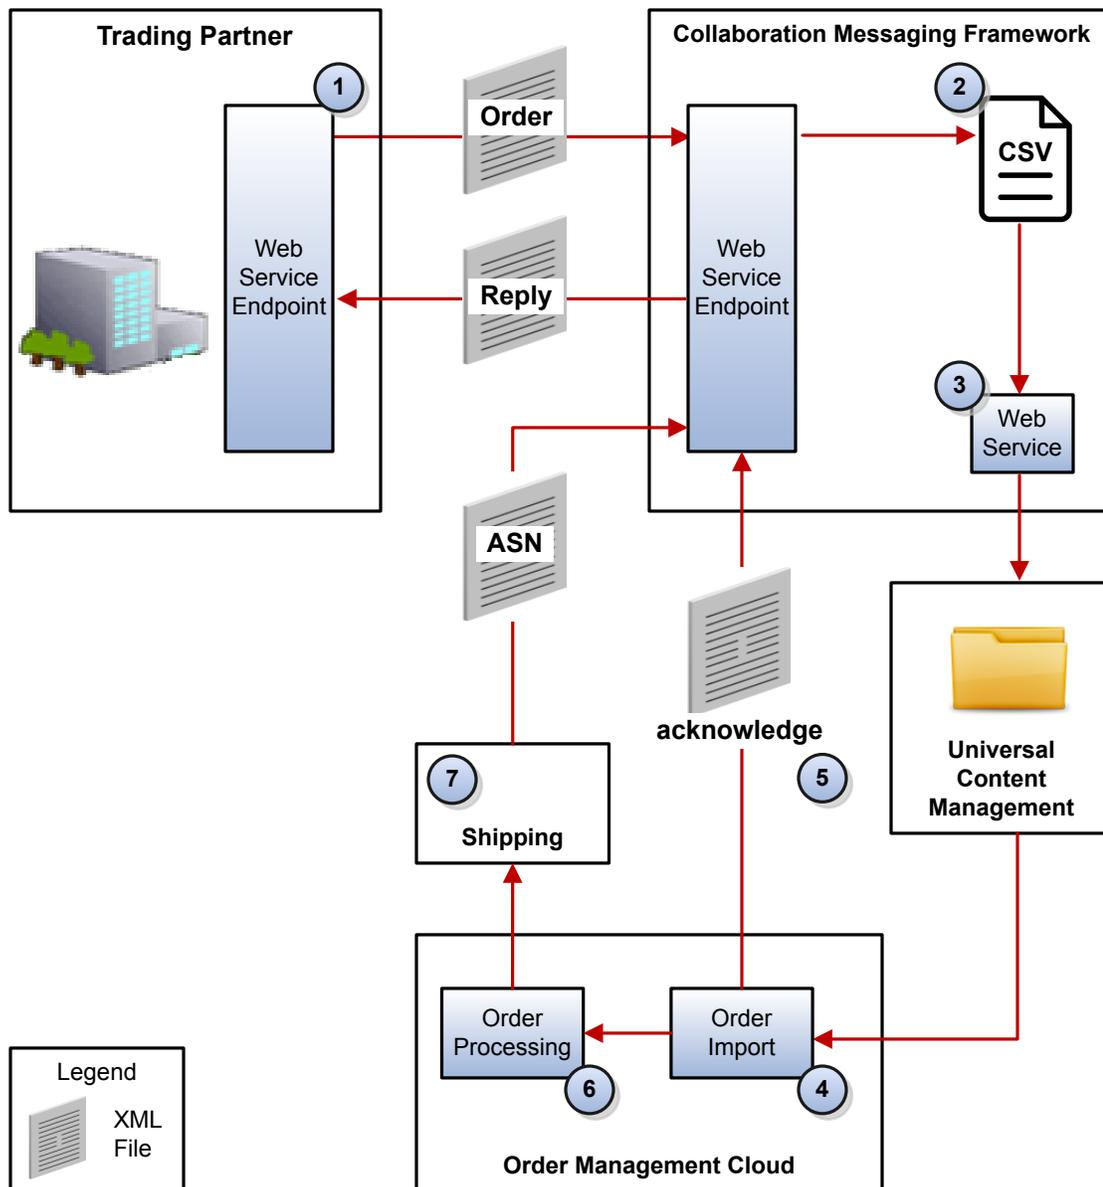 Trading Partner
Collaboration Messaging Framework
1
2
Order
CSV
Web
Service
Endpoint
Web
Service
Endpoint
Reply
3
Web
Service
ASN
acknowledge
Universal
Content
Management
7
5
Shipping
Order
Processing
Order
Import
6
4
Legend
XML
File
Order Management Cloud